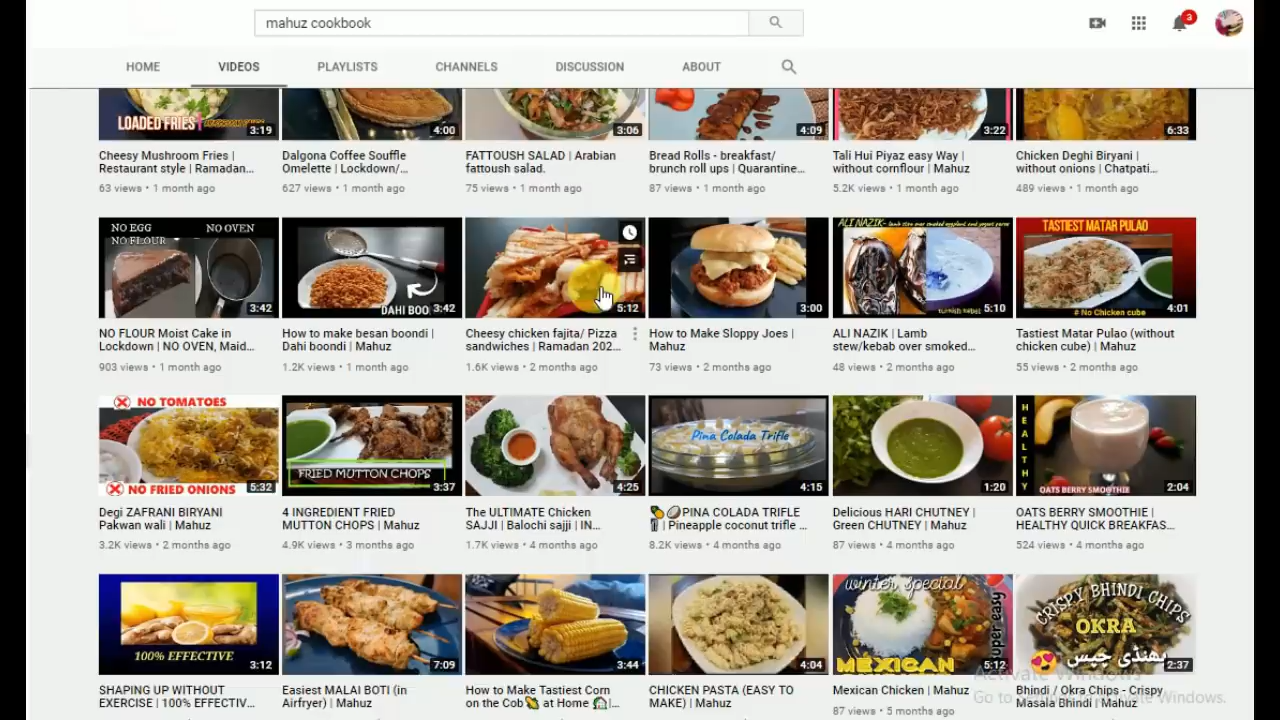 mahuz cookbook
3
HOME VIDEOS PLAYLISTS CHANNELS DISCUSSION ABOUT
LOADED FRIES
3:19 4:00 3:06 4:09 3:22 6:33
Cheesy Mushroom Fries | Dalgona Coffee Souffle FATTOUSH SALAD | Arabian Bread Rolls - breakfast/ Tali Hui Piyaz easy Way | Chicken Deghi Biryani |
Restaurant style | Ramadan... Omelette | Lockdown/... fattoush salad. brunch roll ups | Quarantine... without cornflour | Mahuz without onions | Chatpati...
63 views • 1 month ago 627 views • 1 month ago 75 views • 1 month ago 87 views • 1 month ago 5.2K views • 1 month ago 489 views • 1 month ago
NO EGG NO OVEN TASTIEST MATAR PULAO
NO FLOUR
DAHI BOO # No Chicken cube
3:42 3:42 5:12 3:00 5:10 4:01
NO FLOUR Moist Cake in How to make besan boondi | Cheesy chicken fajita/ Pizza How to Make Sloppy Joes | ALI NAZIK | Lamb Tastiest Matar Pulao (without
Lockdown | NO OVEN, Maid... Dahi boondi | Mahuz sandwiches | Ramadan 202... Mahuz stew/kebab over smoked... chicken cube) | Mahuz
903 views • 1 month ago 1.2K views • 1 month ago 1.6K views • 2 months ago 73 views • 2 months ago 48 views • 2 months ago 55 views • 2 months ago
NO TOMATOES
Pina Colada Trifle HEALTHY
FRIED MUTTON CHOPS
NO FRIED ONIONS OATS BERRY SMOOTHIE
5:32 3:37 4:25 4:15 1:20 2:04
Degi ZAFRANI BIRYANI 4 INGREDIENT FRIED The ULTIMATE Chicken 🍍🥥PINA COLADA TRIFLE Delicious HARI CHUTNEY | OATS BERRY SMOOTHIE |
Pakwan wali | Mahuz MUTTON CHOPS | Mahuz SAJJI | Balochi sajji | IN... | Pineapple coconut trifle ... Green CHUTNEY | Mahuz HEALTHY QUICK BREAKFAS...
3.2K views • 2 months ago 4.9K views • 3 months ago 1.7K views • 4 months ago 8.2K views • 4 months ago 87 views • 4 months ago 524 views • 4 months ago
winter special CRISPY BHINDI CHIPS
super easy OKRA
100% EFFECTIVE MEXICAN بھنڈی چپس
3:12 7:09 3:44 4:04 5:12 2:37
SHAPING UP WITHOUT Easiest MALAI BOTI (in How to Make Tastiest Corn CHICKEN PASTA (EASY TO Mexican Chicken | Mahuz Bhindi / Okra Chips - Crispy
EXERCISE | 100% EFFECTIV... Airfryer) | Mahuz on the Cob🌽 at Home 🏠|... MAKE) | Mahuz 87 views • 5 months ago Masala Bhindi | Mahuz
Activate Windows
Go to Settings to Activate Windows.